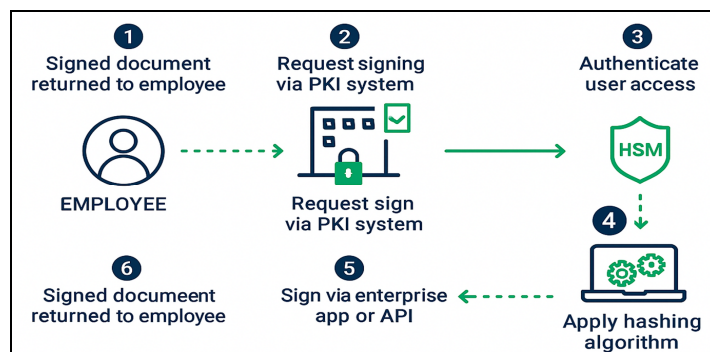 1
Signed document
returned to employee
2
Request signing
via PKI system
3
Authenticate
user access
EMPLOYEE
Request sign
via PKI system
HSM
4
Apply hashing
algorithm
5
Sign via enterprise
app or API
6
Signed documeent
returned to employee